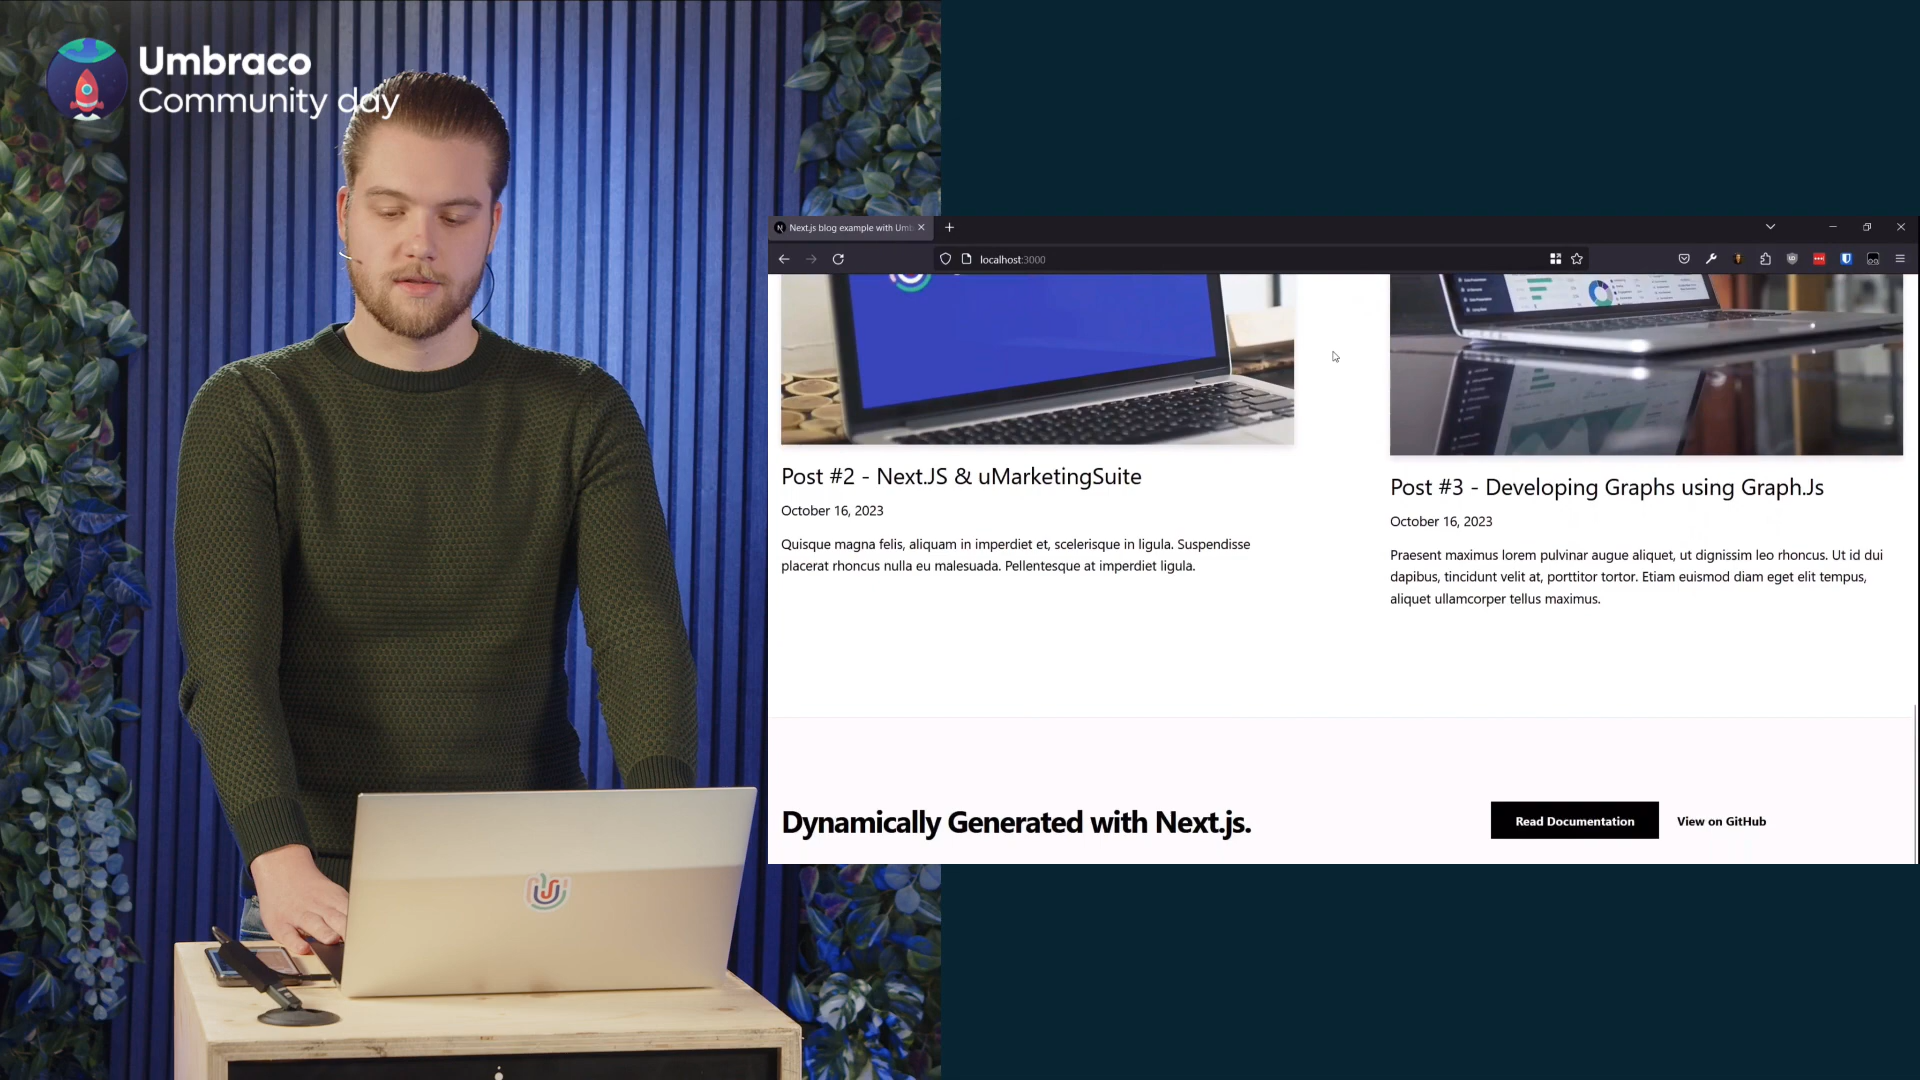 Umbraco
Community day
Next.js blog example with Umb
localhost:3000
Post #2 - Next.JS & uMarketingSuite
October 16, 2023
Quisque magna felis, aliquam in imperdiet et, scelerisque in ligula. Suspendisse
placerat rhoncus nulla eu malesuada. Pellentesque at imperdiet ligula.
Post #3 - Developing Graphs using Graph.Js
October 16, 2023
Praesent maximus lorem pulvinar augue aliquet, ut dignissim leo rhoncus. Ut id dui
dapibus, tincidunt velit at, porttitor tortor. Etiam euismod diam eget elit tempus,
aliquet ullamcorper tellus maximus.
Dynamically Generated with Next.js.
Read Documentation
View on GitHub